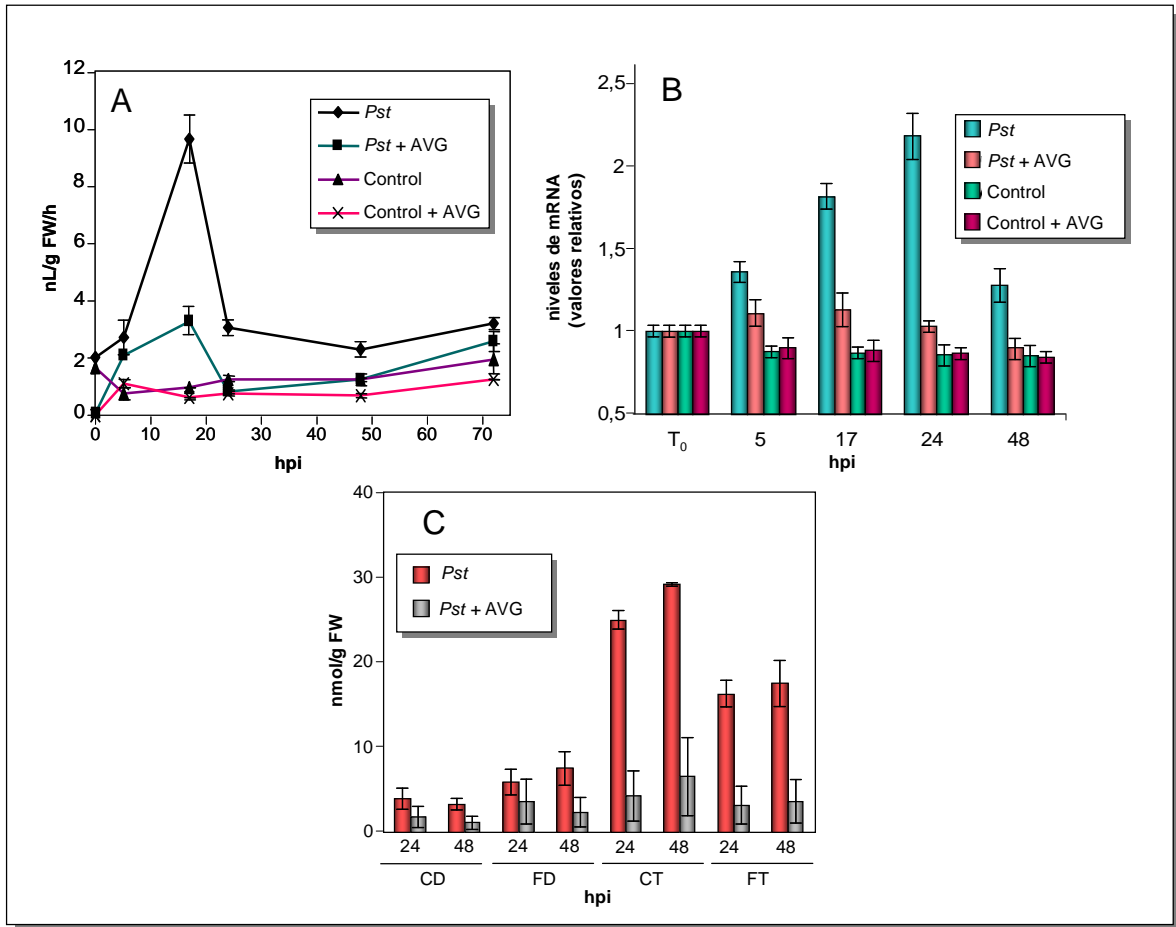 A
12
10
8
6
4
2
0
nL/g FW/h
0 10 20 30 40 50 60 70
hpi
Pst
Pst + AVG
Control
Control + AVG
B
2,5
2
1,5
1
0,5
niveles de mRNA
(valores relativos)
T0 5 17 24 48
hpi
Pst
Pst + AVG
Control
Control + AVG
C
40
30
20
10
0
nmol/g FW
Pst
Pst + AVG
24 48 24 48 24 48 24 48
CD FD CT FT
hpi